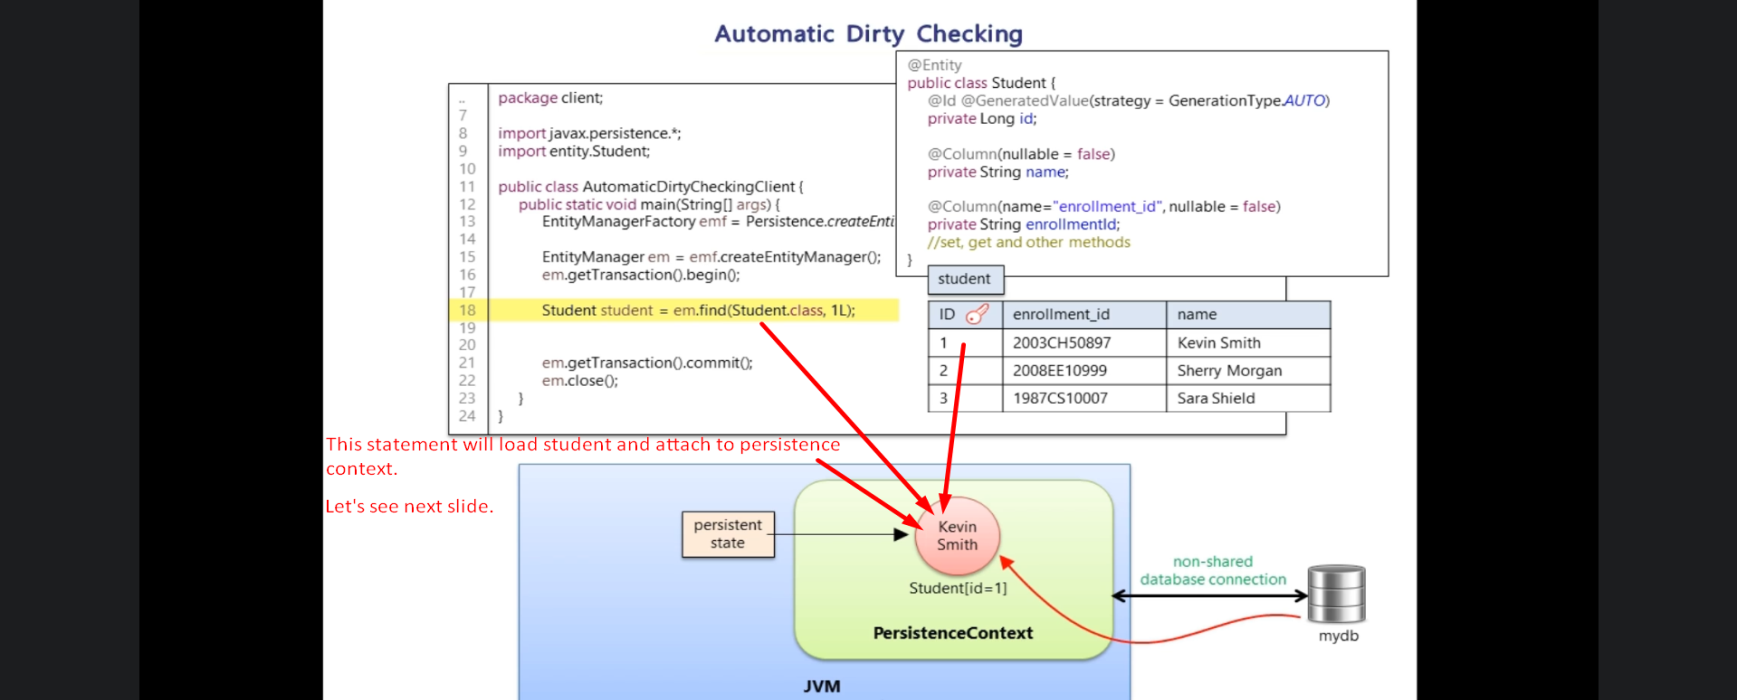 Automatic Dirty Checking
.. package client;
7
8 import javax.persistence.*;
9 import entity.Student;
10
11 public class AutomaticDirtyCheckingClient {
12 public static void main(String[] args) {
13 EntityManagerFactory emf = Persistence.createEnti
14
15 EntityManager em = emf.createEntityManager();
16 em.getTransaction().begin();
17
18 Student student = em.find(Student.class, 1L);
19
20
21 em.getTransaction().commit();
22 em.close();
23 }
24 }
@Entity
public class Student {
@Id @GeneratedValue(strategy = GenerationType.AUTO)
private Long id;
@Column(nullable = false)
private String name;
@Column(name="enrollment_id", nullable = false)
private String enrollmentId;
//set, get and other methods
}
student
ID enrollment_id name
1 2003CH50897 Kevin Smith
2 2008EE10999 Sherry Morgan
3 1987CS10007 Sara Shield
This statement will load student and attach to persistence
context.
Let's see next slide.
persistent
state
Kevin
Smith
Student[id=1]
PersistenceContext
JVM
non-shared
database connection
mydb